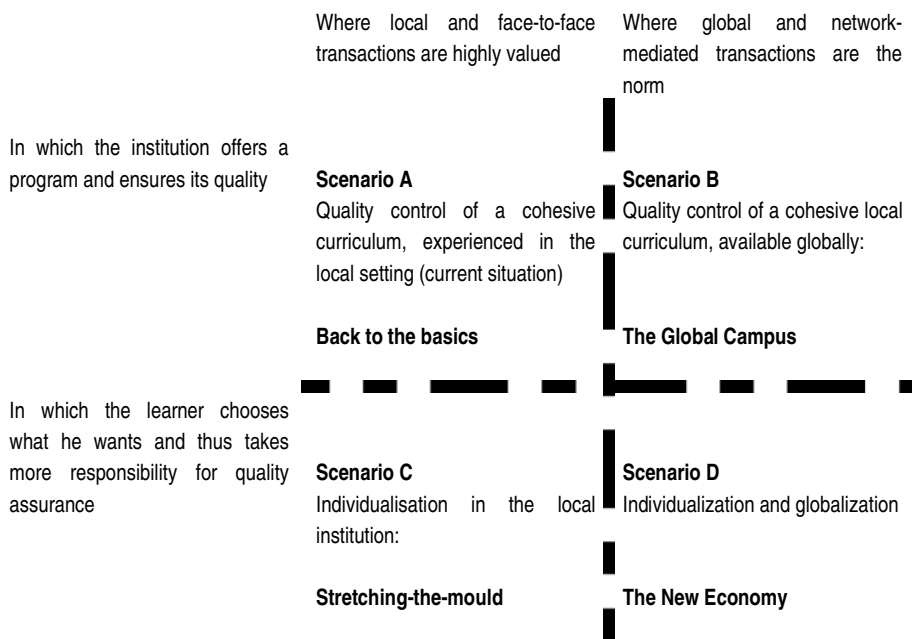 Where local and face-to-face
transactions are highly valued
Where global and network-
mediated transactions are the
norm
In which the institution offers a
program and ensures its quality
Scenario A
Quality control of a cohesive
curriculum, experienced in the
local setting (current situation)
Back to the basics
Scenario B
Quality control of a cohesive local
curriculum, available globally:
The Global Campus
In which the learner chooses
what he wants and thus takes
more responsibility for quality
assurance
Scenario C
Individualisation in the local
institution:
Stretching-the-mould
Scenario D
Individualization and globalization
The New Economy